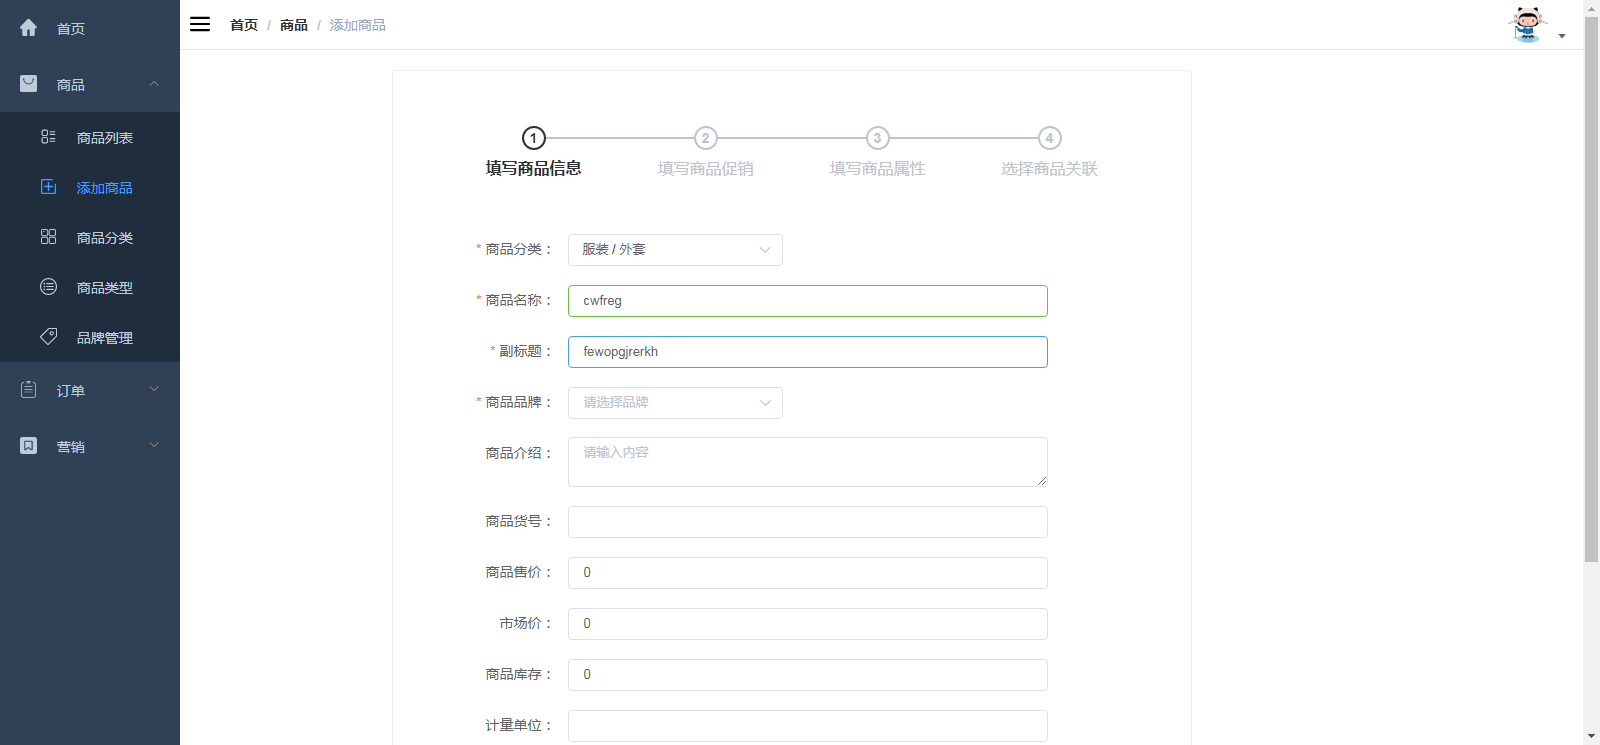 首页
商品
商品列表
添加商品
商品分类
商品类型
品牌管理
订单
营销
首页 / 商品 / 添加商品
1 2 3 4
填写商品信息 填写商品促销 填写商品属性 选择商品关联
* 商品分类： 服装 / 外套
* 商品名称： cwfreg
* 副标题： fewopgjrerkh
* 商品品牌： 请选择品牌
商品介绍： 请输入内容
商品货号：
商品售价： 0
市场价： 0
商品库存： 0
计量单位：